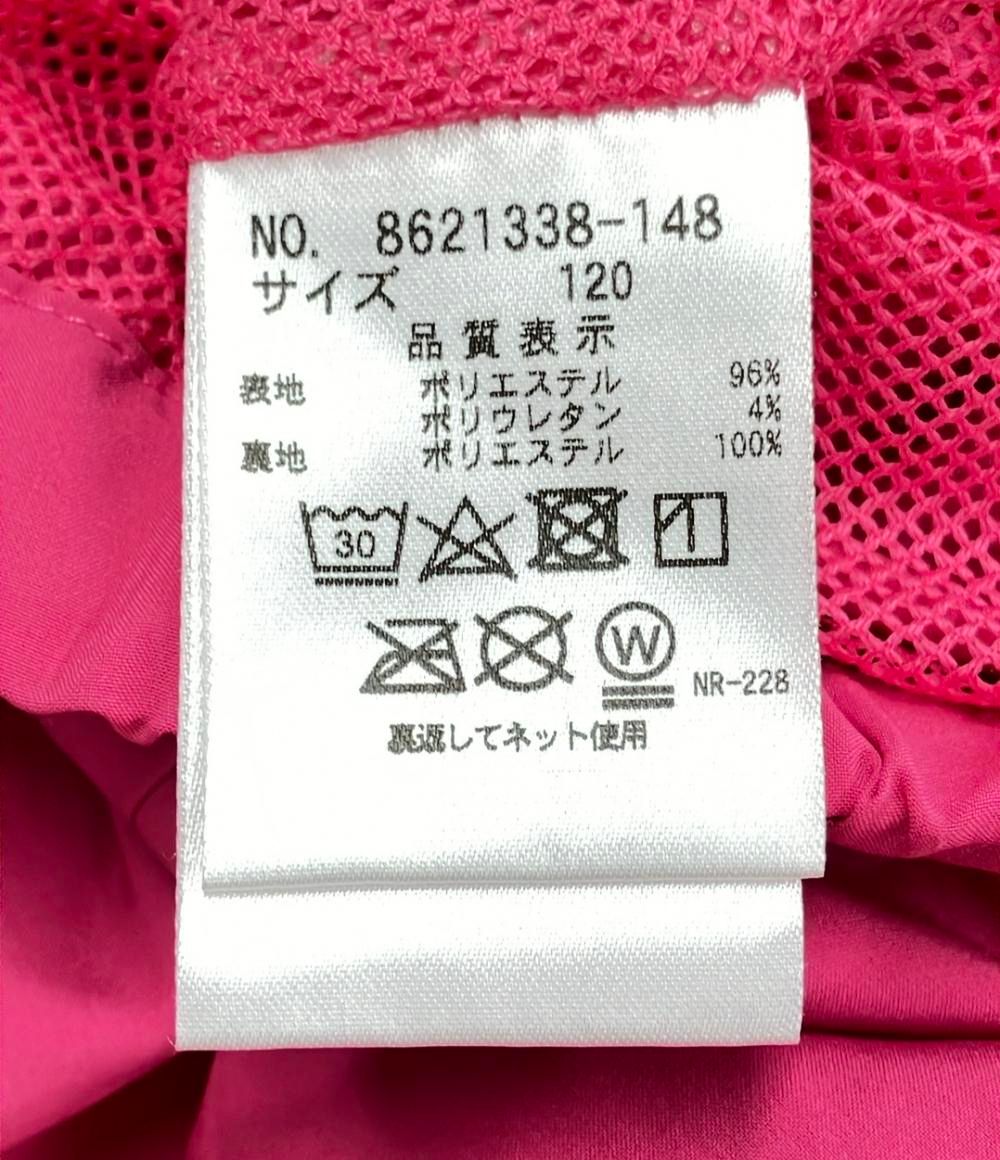 NO. 8621338-148
サイズ 120
品質表示
表地 ポリエステル 96%
ポリウレタン 4%
裏地 ポリエステル 100%
30
W NR-228
裏返してネット使用